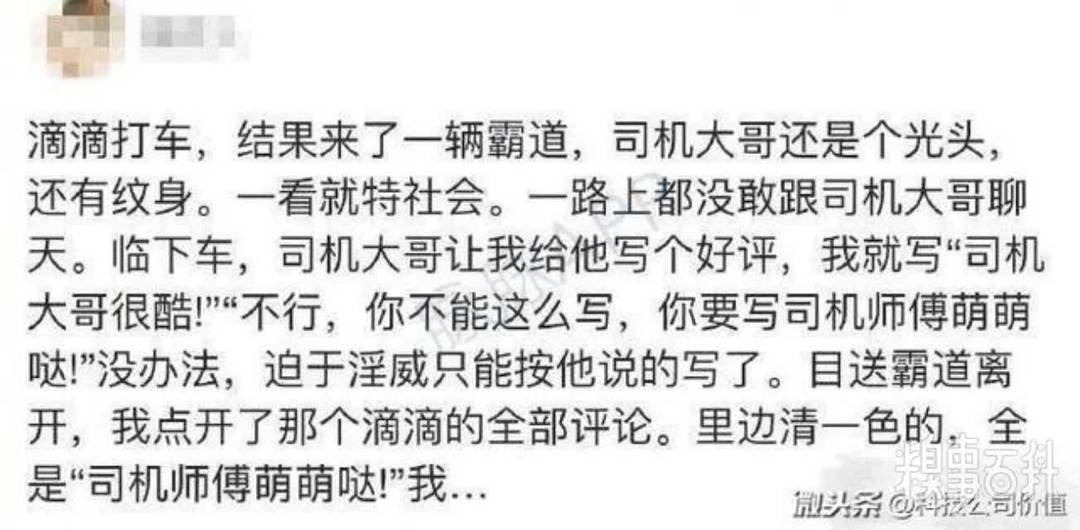 滴滴打车，结果来了一辆霸道，司机大哥还是个光头，
还有纹身。一看就特社会。一路上都没敢跟司机大哥聊
天。临下车，司机大哥让我给他写个好评，我就写“司机
大哥很酷!”“不行，你不能这么写，你要写司机师傅萌萌
哒!”没办法，迫于淫威只能按他说的写了。目送霸道离
开，我点开了那个滴滴的全部评论。里边清一色的，全
是“司机师傅萌萌哒!”我...
糗事百科
微头条 @科技公司价值